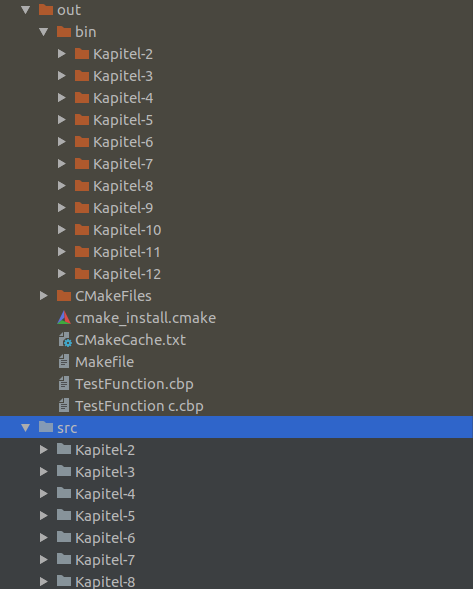 out
bin
Kapitel-2
Kapitel-3
Kapitel-4
Kapitel-5
Kapitel-6
Kapitel-7
Kapitel-8
Kapitel-9
Kapitel-10
Kapitel-11
Kapitel-12
CMakeFiles
cmake_install.cmake
CMakeCache.txt
Makefile
TestFunction.cbp
TestFunction c.cbp
src
Kapitel-2
Kapitel-3
Kapitel-4
Kapitel-5
Kapitel-6
Kapitel-7
Kapitel-8